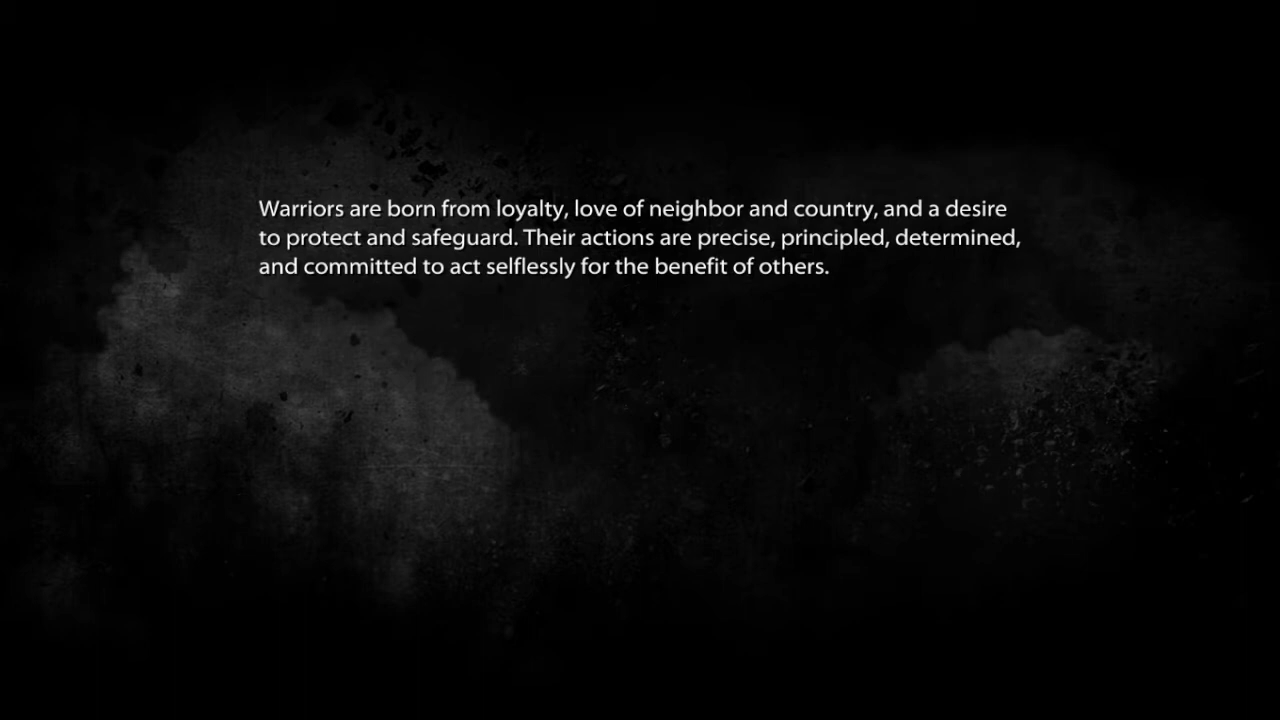 Warriors are born from loyalty, love of neighbor and country, and a desire
to protect and safeguard. Their actions are precise, principled, determined,
and committed to act selflessly for the benefit of others.